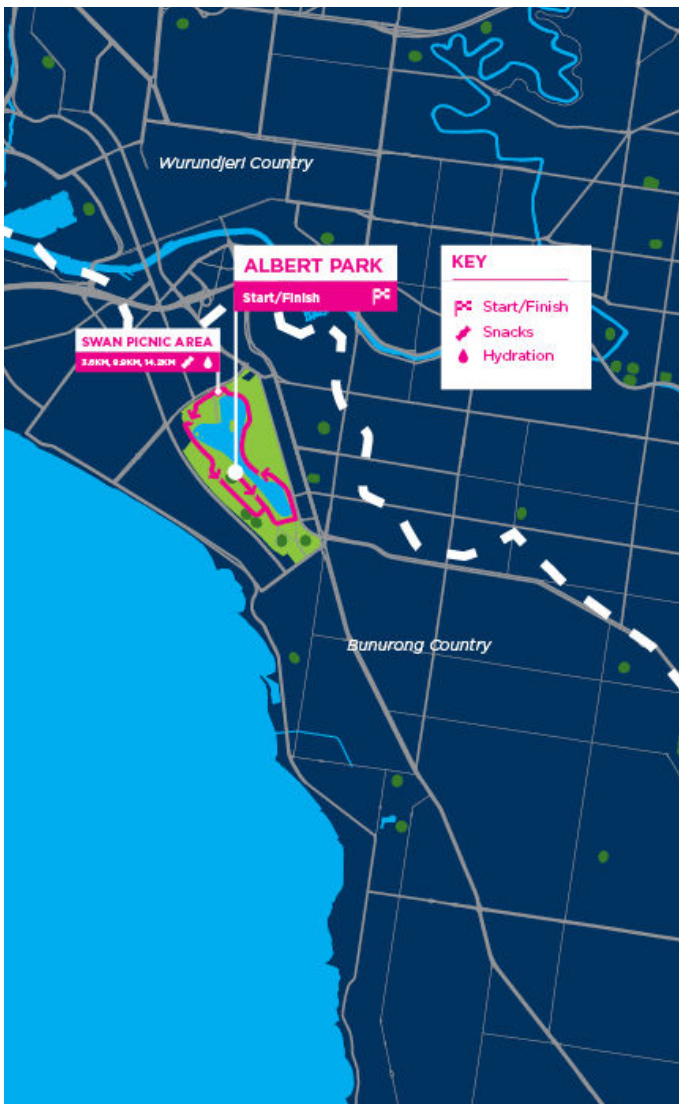 Wurundjeri Country
ALBERT PARK
Start/Finish
KEY
Start/Finish
Snacks
Hydration
SWAN PICNIC AREA
3.6KM, 9.9KM, 14.2KM
Bunurong Country